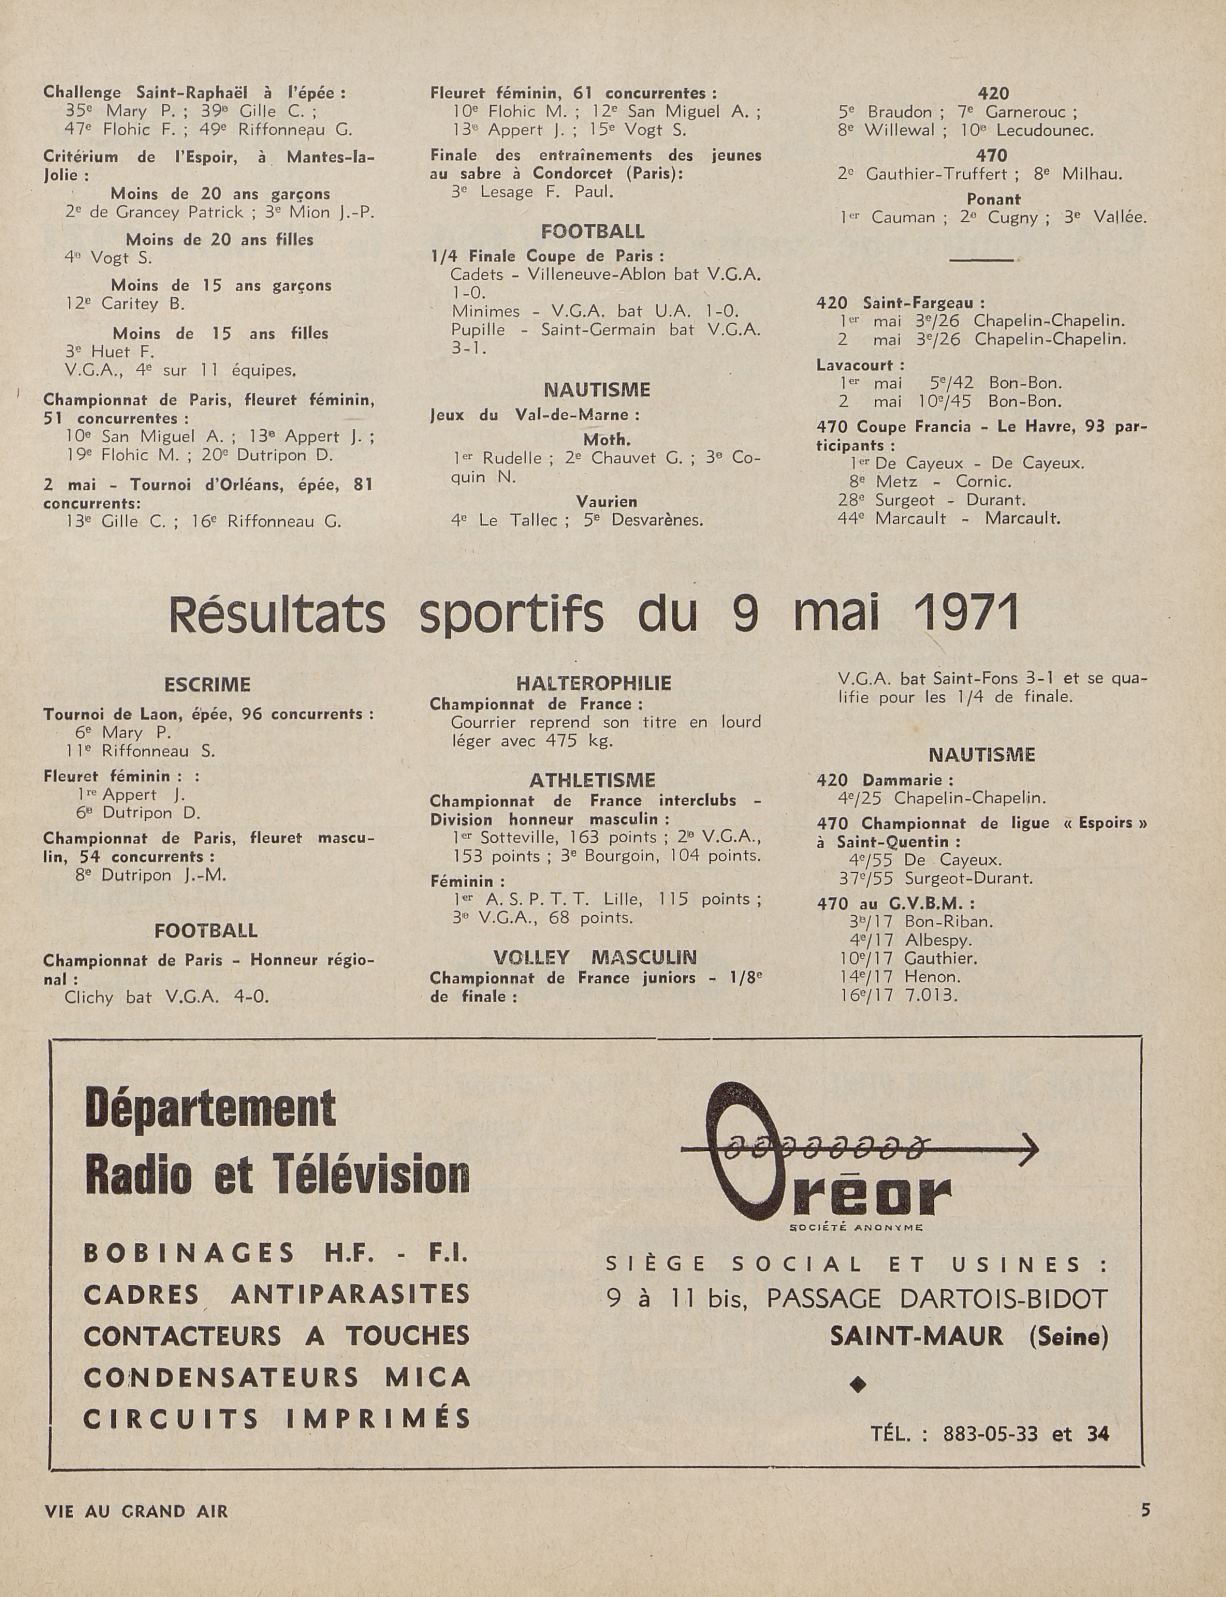 Challenge Saint-Raphaël à l'épée :
35e Mary P. ; 39e Gille C. ;
47e Flohic F. ; 49e Riffonneau G.
Critérium de l'Espoir, à Mantes-la-
Jolie :
Moins de 20 ans garçons
2e de Grancey Patrick ; 3e Mion J.-P.
Moins de 20 ans filles
4e Vogt S.
Moins de 15 ans garçons
12e Caritey B.
Moins de 15 ans filles
3e Huet F.
V.G.A., 4e sur 11 équipes.
Championnat de Paris, fleuret féminin,
51 concurrentes :
10e San Miguel A. ; 13e Appert J. ;
19e Flohic M. ; 20e Dutripon D.
2 mai - Tournoi d'Orléans, épée, 81
concurrents:
13e Gille C. ; 16e Riffonneau G.
Fleuret féminin, 61 concurrentes :
10e Flohic M. ; 12e San Miguel A. ;
13e Appert J. ; 15e Vogt S.
Finale des entraînements des jeunes
au sabre à Condorcet (Paris):
3e Lesage F. Paul.
FOOTBALL
1/4 Finale Coupe de Paris :
Cadets - Villeneuve-Ablon bat V.G.A.
1-0.
Minimes - V.G.A. bat U.A. 1-0.
Pupille - Saint-Germain bat V.G.A.
3-1.
NAUTISME
Jeux du Val-de-Marne :
Moth.
1er Rudelle ; 2e Chauvet G. ; 3e Co-
quin N.
Vaurien
4e Le Tallec ; 5e Desvarènes.
420
5e Braudon ; 7e Garnerouc ;
8e Willewal ; 10e Lecudounec.
470
2e Gauthier-Truffert ; 8e Milhau.
Ponant
1er Cauman ; 2e Cugny ; 3e Vallée.
420 Saint-Fargeau :
1er mai 3e/26 Chapelin-Chapelin.
2 mai 3e/26 Chapelin-Chapelin.
Lavacourt :
1er mai 5e/42 Bon-Bon.
2 mai 10e/45 Bon-Bon.
470 Coupe Francia - Le Havre, 93 par-
ticipants :
1er De Cayeux - De Cayeux.
8e Metz - Cornic.
28e Surgeot - Durant.
44e Marcault - Marcault.
Résultats sportifs du 9 mai 1971
ESCRIME
Tournoi de Laon, épée, 96 concurrents :
6e Mary P.
11e Riffonneau S.
Fleuret féminin : :
1re Appert J.
6e Dutripon D.
Championnat de Paris, fleuret mascu-
lin, 54 concurrents :
8e Dutripon J.-M.
FOOTBALL
Championnat de Paris - Honneur régio-
nal :
Clichy bat V.G.A. 4-0.
HALTEROPHILIE
Championnat de France :
Gourrier reprend son titre en lourd
léger avec 475 kg.
ATHLETISME
Championnat de France interclubs -
Division honneur masculin :
1er Sotteville, 163 points ; 2e V.G.A.,
153 points ; 3e Bourgoin, 104 points.
Féminin :
1er A.S.P.T.T. Lille, 115 points ;
3e V.G.A., 68 points.
VOLLEY MASCULIN
Championnat de France juniors - 1/8e
de finale :
V.G.A. bat Saint-Fons 3-1 et se qua-
lifie pour les 1/4 de finale.
NAUTISME
420 Dammarie :
4e/25 Chapelin-Chapelin.
470 Championnat de ligue « Espoirs »
à Saint-Quentin :
4e/55 De Cayeux.
37e/55 Surgeot-Durant.
470 au G.V.B.M. :
3e/17 Bon-Riban.
4e/17 Albespy.
10e/17 Gauthier.
14e/17 Henon.
16e/17 7.013.
Département
Radio et Télévision
BOBINAGES H.F. - F.I.
CADRES ANTIPARASITES
CONTACTEURS A TOUCHES
CONDENSATEURS MICA
CIRCUITS IMPRIMÉS
Oréor
SOCIÉTÉ ANONYME
SIÈGE SOCIAL ET USINES :
9 à 11 bis, PASSAGE DARTOIS-BIDOT
SAINT-MAUR (Seine)
TÉL. : 883-05-33 et 34
VIE AU GRAND AIR
5